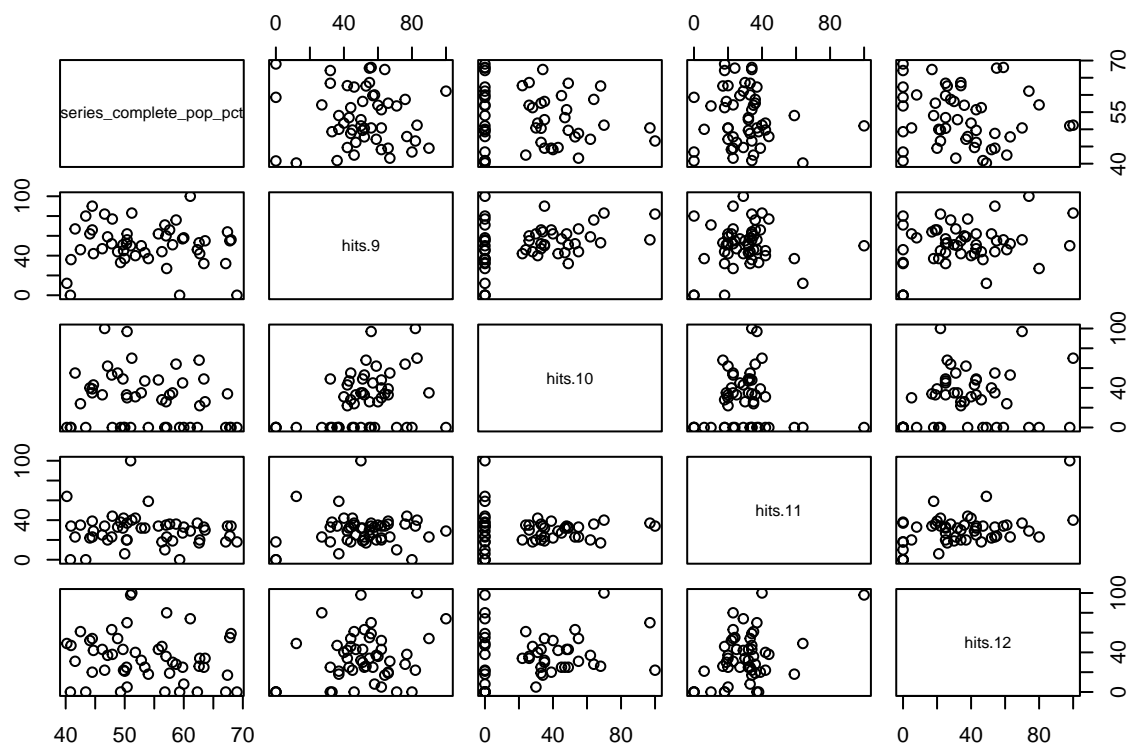 0 40 80 0 40 80
series_complete_pop_pct
40 55 70
0 40 100
hits.9
hits.10
0 40 100
0 40 100
hits.11
hits.12
0 40 100
40 50 60 70 0 40 80 0 40 80